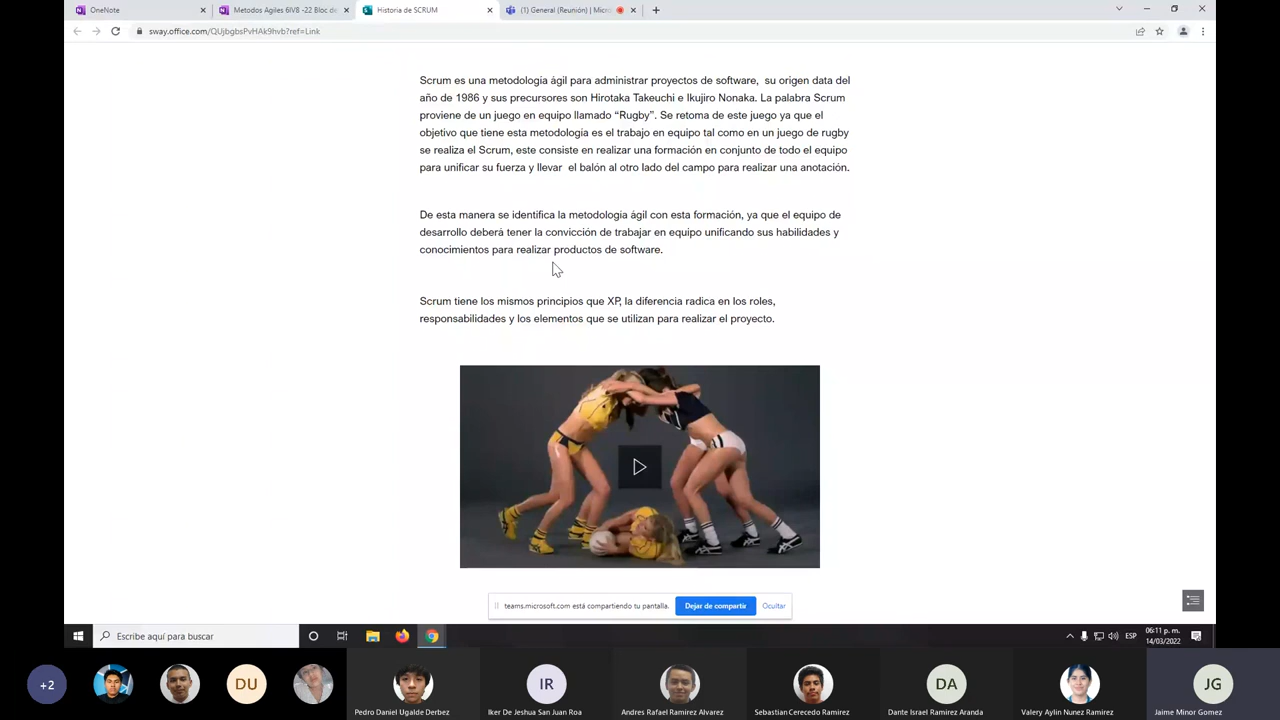 OneNote
Metodos Agiles 6IV8 -22 Bloc de
Historia de SCRUM
(1) General (Reunión) | Micros
sway.office.com/QUjbgbsPvHAk9hvb?ref=Link
Scrum es una metodología ágil para administrar proyectos de software, su origen data del
año de 1986 y sus precursores son Hirotaka Takeuchi e Ikujiro Nonaka. La palabra Scrum
proviene de un juego en equipo llamado “Rugby”. Se retoma de este juego ya que el
objetivo que tiene esta metodología es el trabajo en equipo tal como en un juego de rugby
se realiza el Scrum, este consiste en realizar una formación en conjunto de todo el equipo
para unificar su fuerza y llevar el balón al otro lado del campo para realizar una anotación.
De esta manera se identifica la metodología ágil con esta formación, ya que el equipo de
desarrollo deberá tener la convicción de trabajar en equipo unificando sus habilidades y
conocimientos para realizar productos de software.
Scrum tiene los mismos principios que XP, la diferencia radica en los roles,
responsabilidades y los elementos que se utilizan para realizar el proyecto.
teams.microsoft.com está compartiendo tu pantalla.
Dejar de compartir
Ocultar
Escribe aquí para buscar
ESP
06:11 p. m.
14/03/2022
+2
DU
IR
DA
JG
Pedro Daniel Ugalde Derbez
Iker De Jeshua San Juan Roa
Andres Rafael Ramirez Alvarez
Sebastian Cerecedo Ramirez
Dante Israel Ramirez Aranda
Valery Aylin Nunez Ramirez
Jaime Minor Gomez